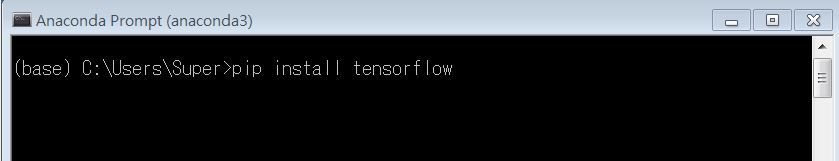 Anaconda Prompt (anaconda3)
(base) C:\Users\Super>pip install tensorflow